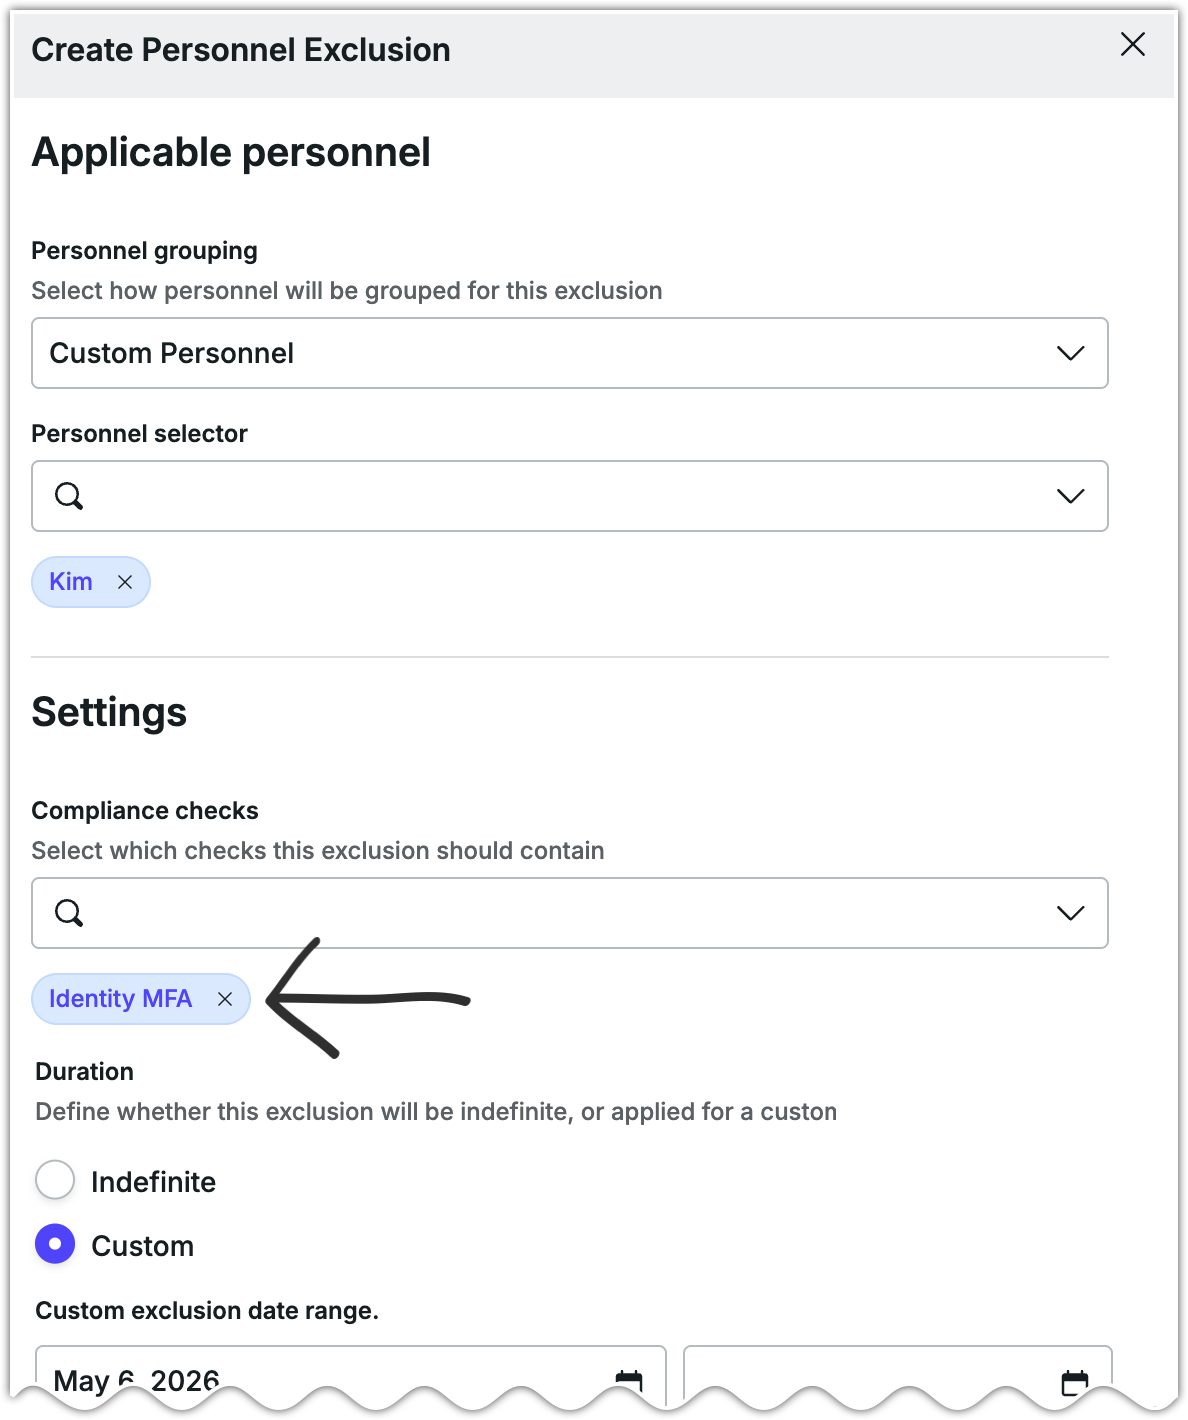 Create Personnel Exclusion
Applicable personnel
Personnel grouping
Select how personnel will be grouped for this exclusion
Custom Personnel
Personnel selector
Kim
Settings
Compliance checks
Select which checks this exclusion should contain
Identity MFA
Duration
Define whether this exclusion will be indefinite, or applied for a custon
Indefinite
Custom
Custom exclusion date range.
May 6, 2026